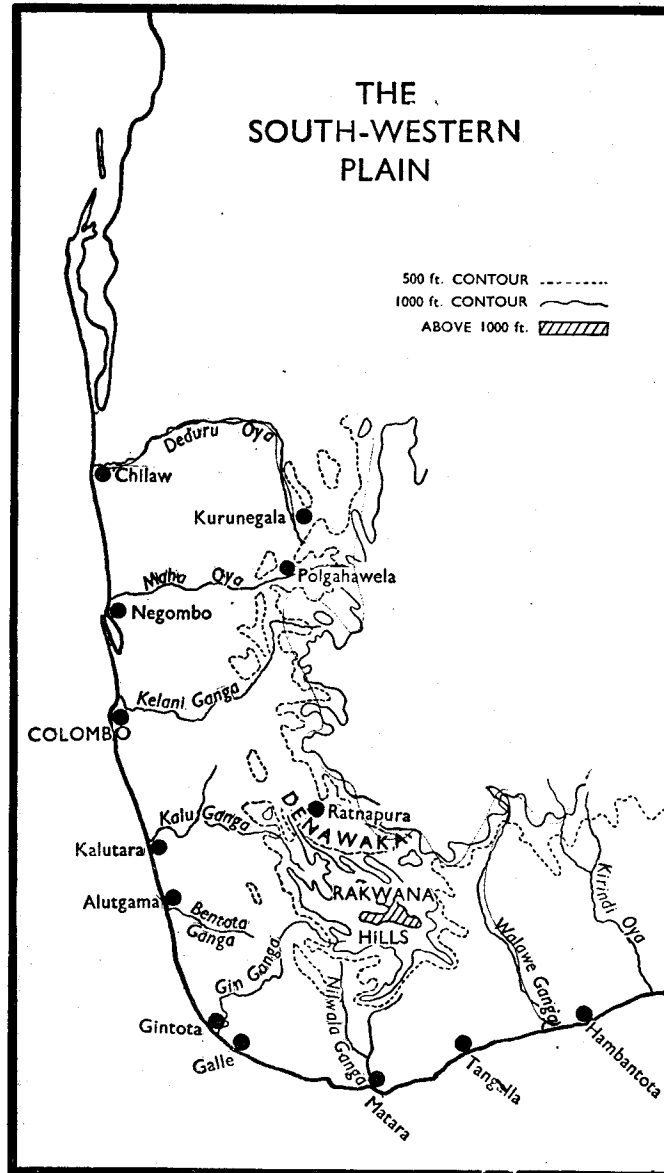 THE
SOUTH-WESTERN
PLAIN
500 ft. CONTOUR
1000 ft. CONTOUR
ABOVE 1000 ft.
Deduru Oya
Chilaw
Kurunegala
Polgahawela
Maha Oya
Negombo
Kelani Ganga
COLOMBO
Ratnapura
DENAWAKA
Kalu Ganga
Kalutara
RAKWANA
HILLS
Alutgama
Bentota
Ganga
Kirindi Oya
Walawe Ganga
Gin Ganga
Nilwala Ganga
Gintota
Galle
Hambantota
Tangalla
Matara